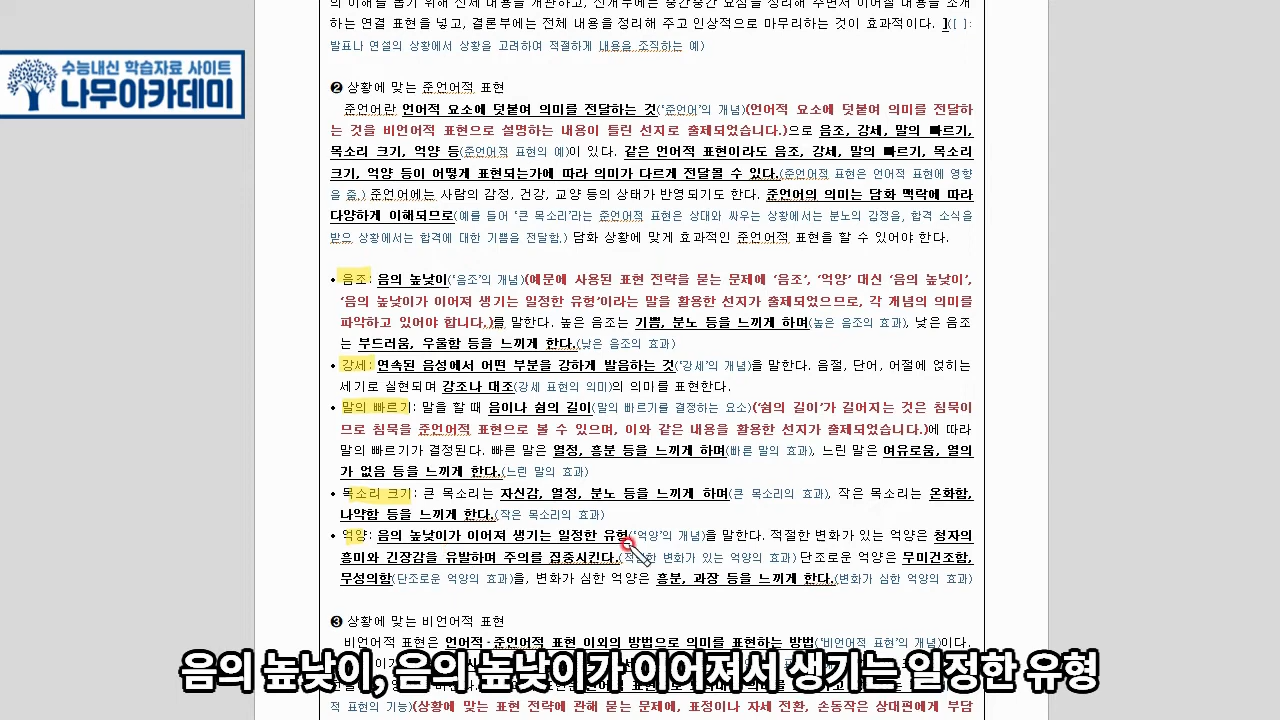 의 이해를 돕기 위해 전체 내용을 개관하고, 전개부에는 중간중간 요점을 정리해 주면서 이어질 내용을 소개
하는 연결 표현을 넣고, 결론부에는 전체 내용을 정리해 주고 인상적으로 마무리하는 것이 효과적이다. ]([ ]:
발표나 연설의 상황에서 상황을 고려하여 적절하게 내용을 조직하는 예)
수능내신 학습자료 사이트
나무아카데미
❷ 상황에 맞는 준언어적 표현
준언어란 언어적 요소에 덧붙여 의미를 전달하는 것('준언어'의 개념)(언어적 요소에 덧붙여 의미를 전달하
는 것을 비언어적 표현으로 설명하는 내용이 틀린 선지로 출제되었습니다.)으로 음조, 강세, 말의 빠르기,
목소리 크기, 억양 등(준언어적 표현의 예)이 있다. 같은 언어적 표현이라도 음조, 강세, 말의 빠르기, 목소리
크기, 억양 등이 어떻게 표현되는가에 따라 의미가 다르게 전달될 수 있다.(준언어적 표현은 언어적 표현에 영향
을 줌.) 준언어에는 사람의 감정, 건강, 교양 등의 상태가 반영되기도 한다. 준언어의 의미는 담화 맥락에 따라
다양하게 이해되므로(예를 들어 '큰 목소리'라는 준언어적 표현은 상대와 싸우는 상황에서는 분노의 감정을, 합격 소식을
받으 상황에서는 합격에 대한 기쁨을 전달함.) 담화 상황에 맞게 효과적인 준언어적 표현을 할 수 있어야 한다.
• 음조: 음의 높낮이('음조'의 개념)(예문에 사용된 표현 전략을 묻는 문제에 '음조', '억양' 대신 '음의 높낮이',
'음의 높낮이가 이어져 생기는 일정한 유형'이라는 말을 활용한 선지가 출제되었으므로, 각 개념의 의미를
파악하고 있어야 합니다.)를 말한다. 높은 음조는 기쁨, 분노 등을 느끼게 하며(높은 음조의 효과), 낮은 음조
는 부드러움, 우울함 등을 느끼게 한다.(낮은 음조의 효과)
• 강세: 연속된 음성에서 어떤 부분을 강하게 발음하는 것('강세'의 개념)을 말한다. 음절, 단어, 어절에 얹히는
세기로 실현되며 강조나 대조(강세 표현의 의미)의 의미를 표현한다.
• 말의 빠르기: 말을 할 때 음이나 쉼의 길이(말의 빠르기를 결정하는 요소)('쉼의 길이'가 길어지는 것은 침묵이
므로 침묵을 준언어적 표현으로 볼 수 있으며, 이와 같은 내용을 활용한 선지가 출제되었습니다.)에 따라
말의 빠르기가 결정된다. 빠른 말은 열정, 흥분 등을 느끼게 하며(빠른 말의 효과), 느린 말은 여유로움, 열의
가 없음 등을 느끼게 한다.(느린 말의 효과)
• 목소리 크기: 큰 목소리는 자신감, 열정, 분노 등을 느끼게 하며(큰 목소리의 효과), 작은 목소리는 온화함,
나약함 등을 느끼게 한다.(작은 목소리의 효과)
• 억양: 음의 높낮이가 이어져 생기는 일정한 유형('억양'의 개념)을 말한다. 적절한 변화가 있는 억양은 청자의
흥미와 긴장감을 유발하며 주의를 집중시킨다.(적절한 변화가 있는 억양의 효과) 단조로운 억양은 무미건조함,
무성의함(단조로운 억양의 효과)을, 변화가 심한 억양은 흥분, 과장 등을 느끼게 한다.(변화가 심한 억양의 효과)
❸ 상황에 맞는 비언어적 표현
비언어적 표현은 언어적·준언어적 표현 이외의 방법으로 의미를 표현하는 방법('비언어적 표현'의 개념)이다.
음의 높낮이, 음의 높낮이가 이어져서 생기는 일정한 유형
적 표현의 기능)(상황에 맞는 표현 전략에 관해 묻는 문제에, 표정이나 자세 전환, 손동작은 상대편에게 부담